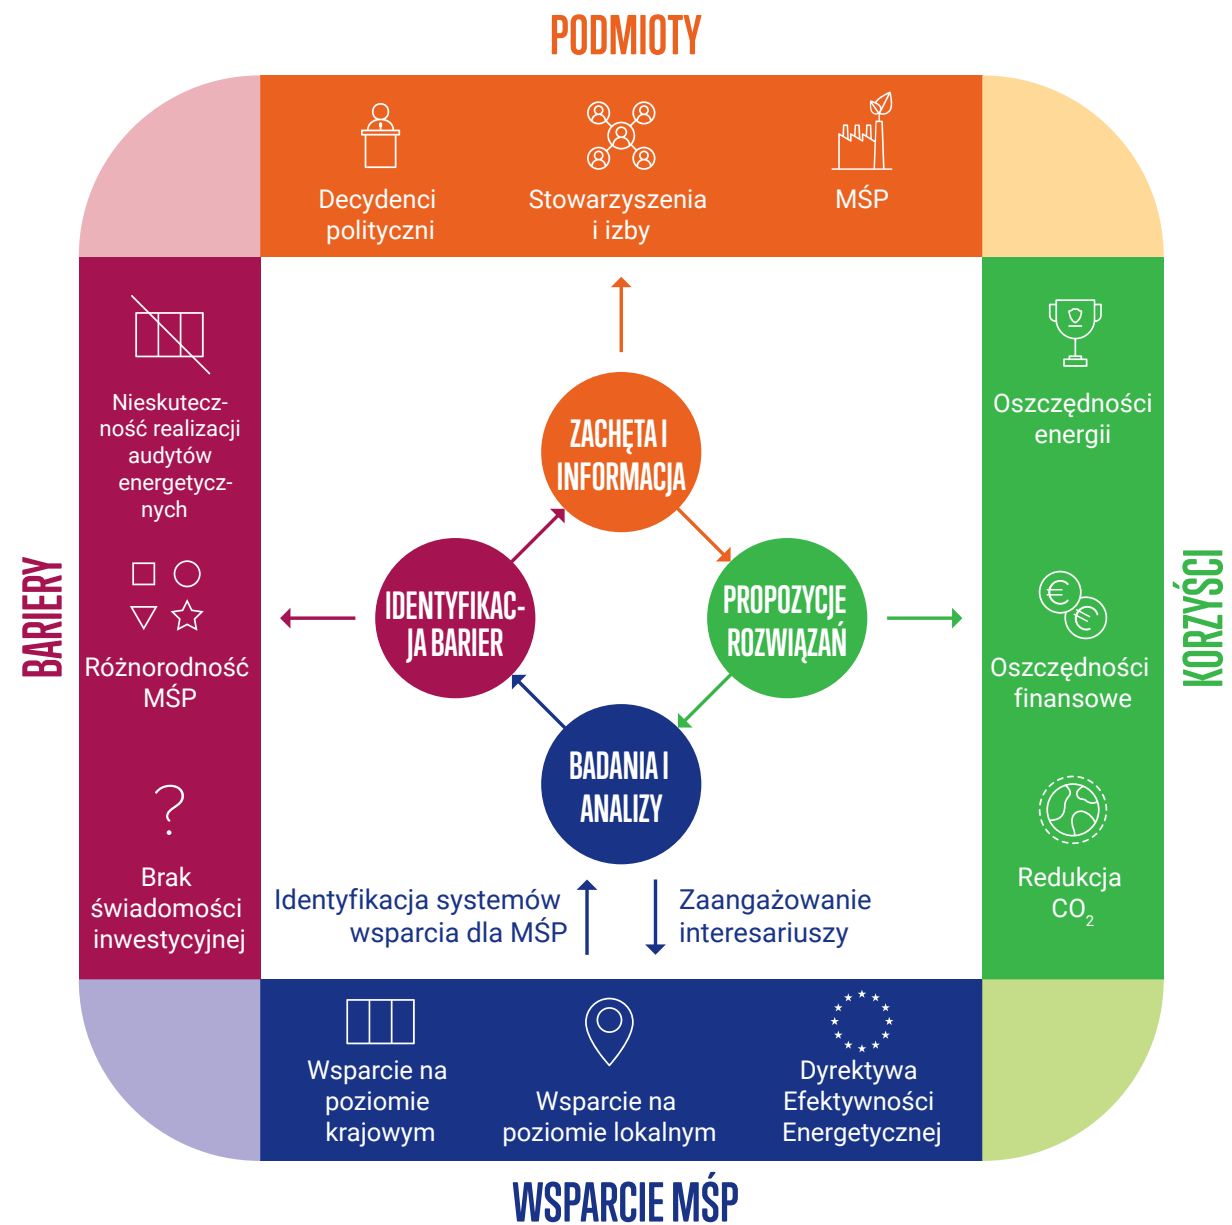 PODMIOTY
Decydenci
polityczni
Stowarzyszenia
i izby
MŚP
BARIERY
Nieskutecz-
ność realizacji
audytów
energetycz-
nych
Różnorodność
MŚP
Brak
świadomości
inwestycyjnej
ZACHĘTA I
INFORMACJA
IDENTYFIKAC-
JA BARIER
PROPOZYCJE
ROZWIĄZAŃ
BADANIA I
ANALIZY
Identyfikacja systemów
wsparcia dla MŚP
Zaangażowanie
interesariuszy
Oszczędności
energii
Oszczędności
finansowe
Redukcja
CO₂
KORZYŚCI
Wsparcie na
poziomie
krajowym
Wsparcie na
poziomie lokalnym
Dyrektywa
Efektywności
Energetycznej
WSPARCIE MŚP